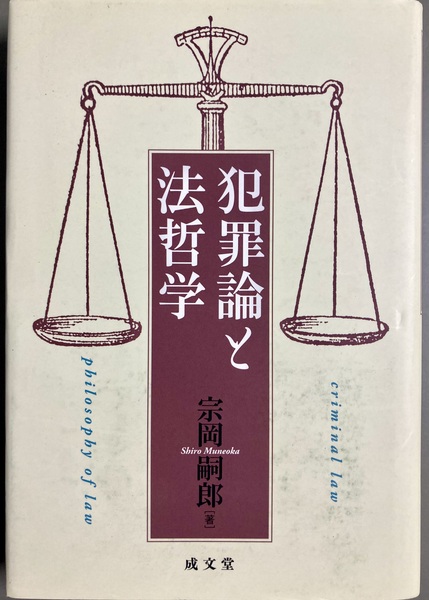 犯罪論と
法哲学
宗岡嗣郎[著]
Shiro Muneoka
criminal law
philosophy of law
成文堂